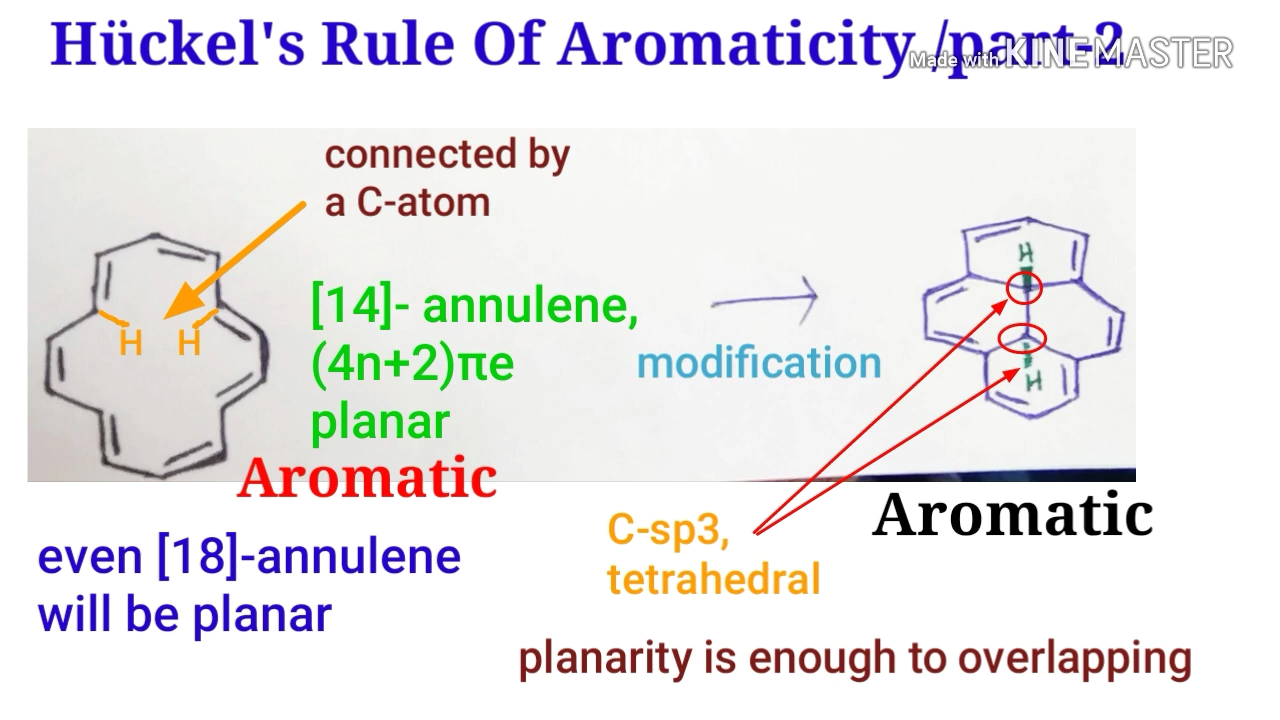 Hückel's Rule Of Aromaticity /part-2
Made with KINEMASTER
connected by
a C-atom
H H
[14]- annulene,
(4n+2)πe
planar
Aromatic
modification
H
H
Aromatic
C-sp3,
tetrahedral
even [18]-annulene
will be planar
planarity is enough to overlapping